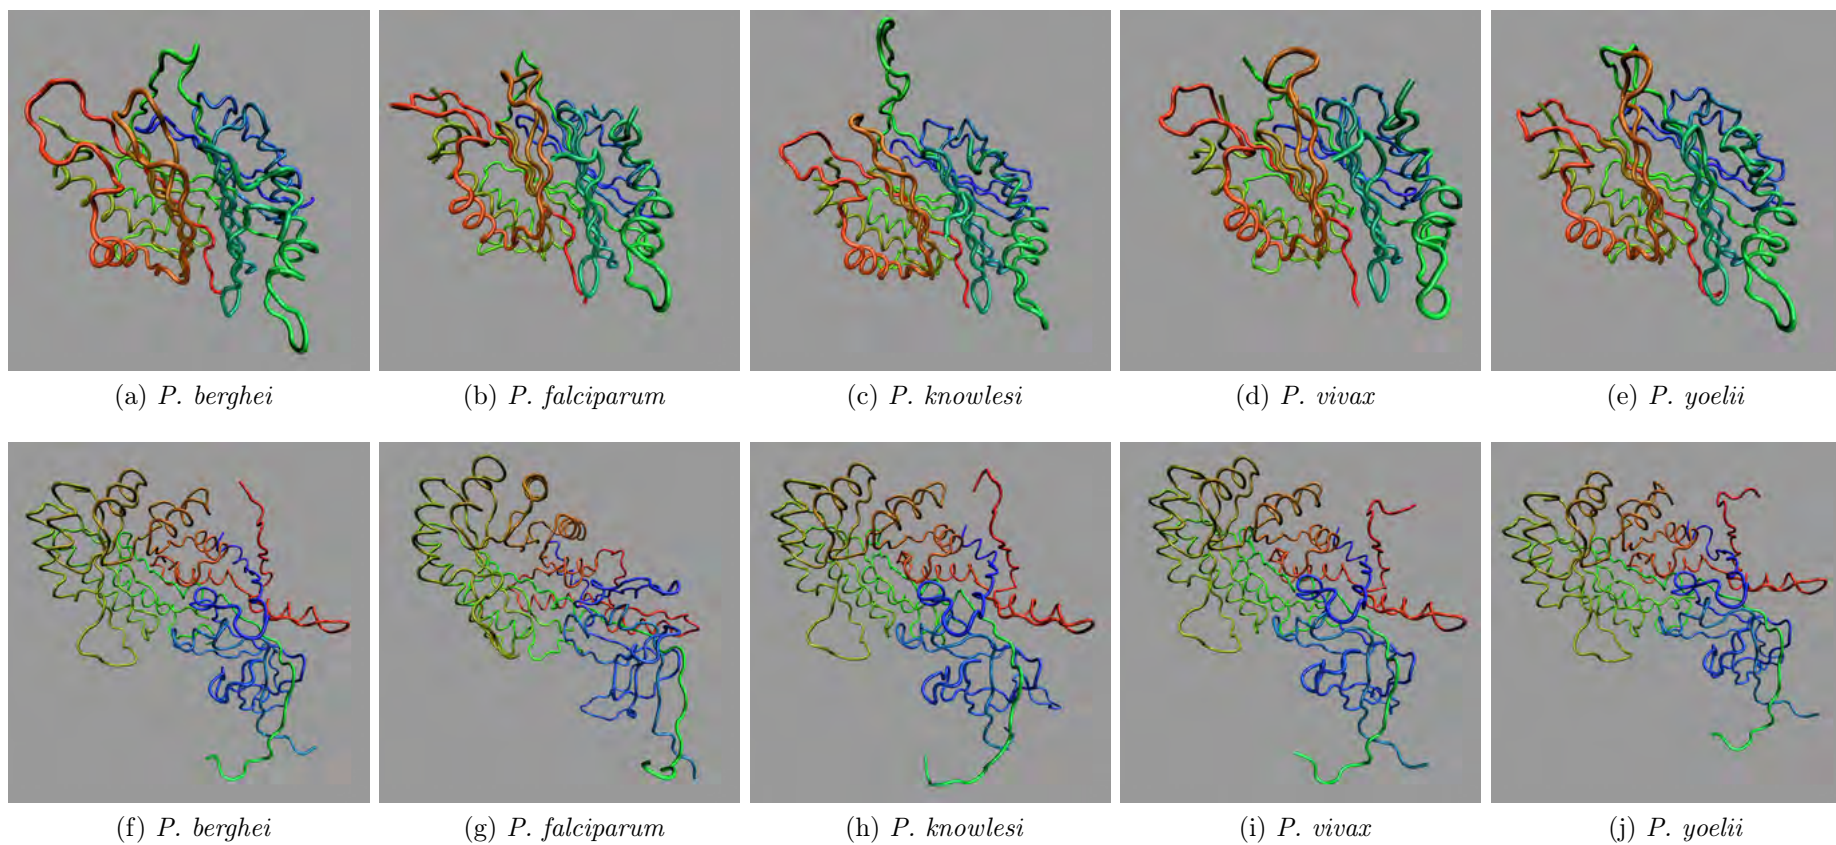 (a) P. berghei
(b) P. falciparum
(c) P. knowlesi
(d) P. vivax
(e) P. yoelii
(f) P. berghei
(g) P. falciparum
(h) P. knowlesi
(i) P. vivax
(j) P. yoelii